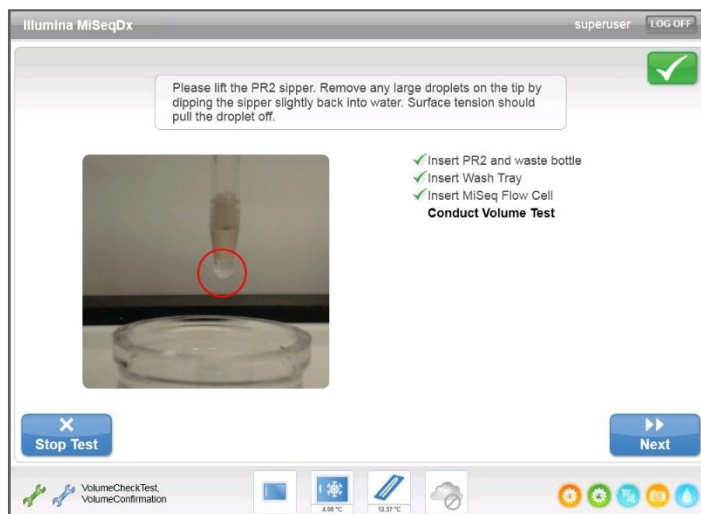 Illumina MiSeqDx
superuser
LOG OFF
Please lift the PR2 sipper. Remove any large droplets on the tip by
dipping the sipper slightly back into water. Surface tension should
pull the droplet off.
Insert PR2 and waste bottle
Insert Wash Tray
Insert MiSeq Flow Cell
Conduct Volume Test
Stop Test
Next
VolumeCheckTest,
VolumeConfirmation
4.00 °C
12.57 °C